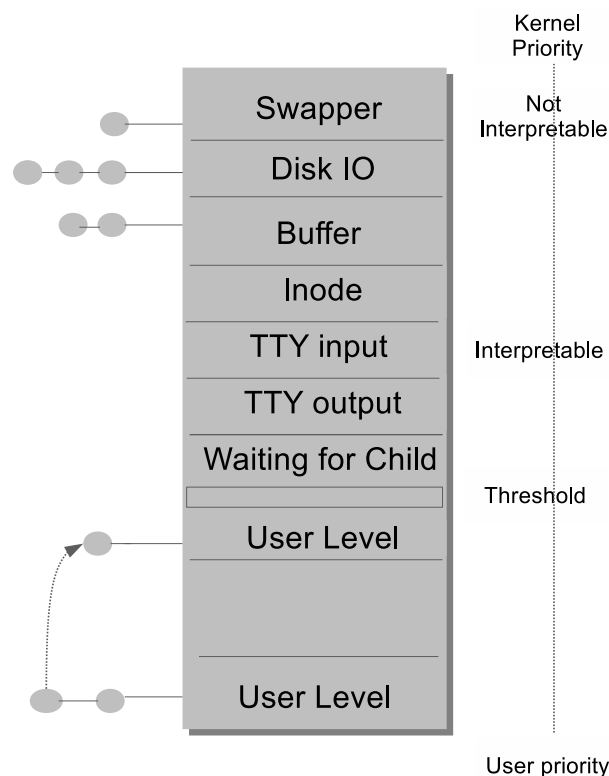 Kernel
Priority
Swapper
Not
Interpretable
Disk IO
Buffer
Inode
TTY input
Interpretable
TTY output
Waiting for Child
Threshold
User Level
User Level
User priority